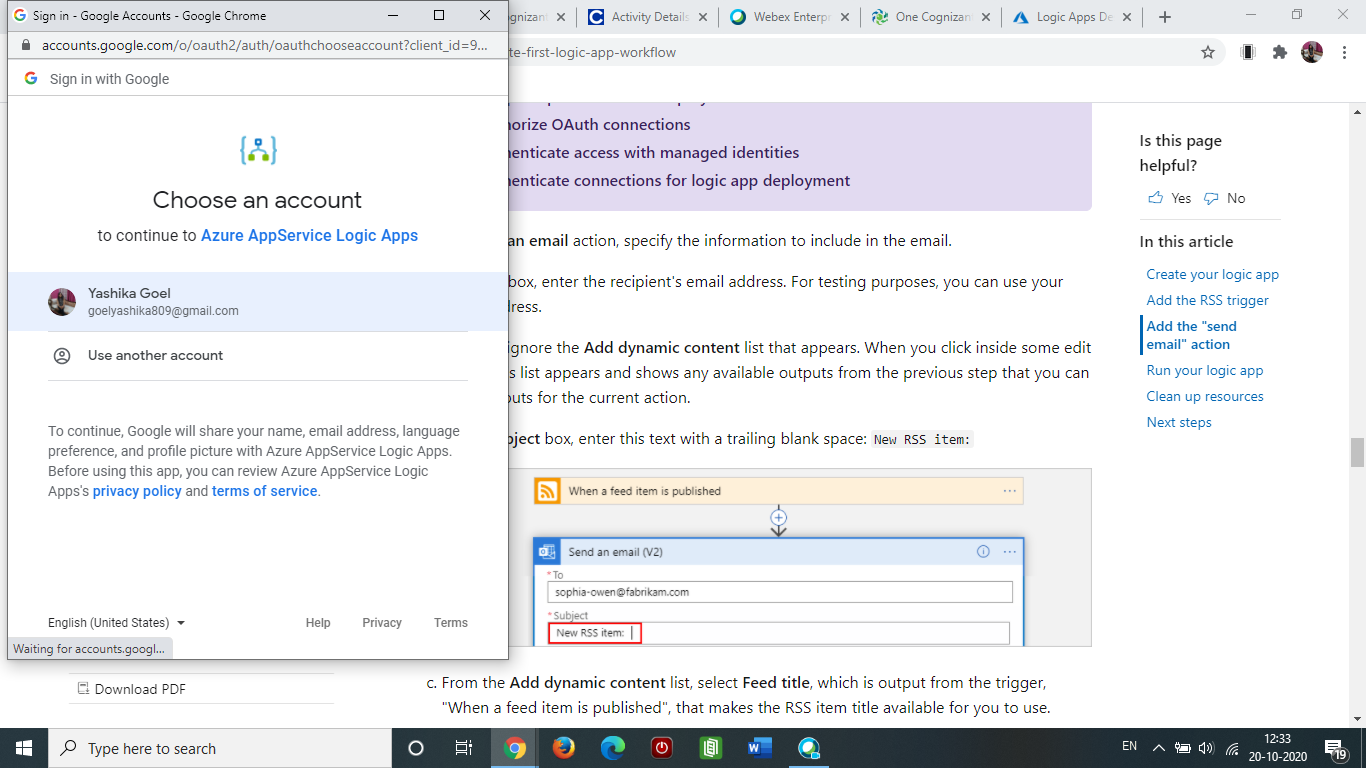 Sign in - Google Accounts - Google Chrome
accounts.google.com/o/oauth2/auth/oauthchooseaccount?client_id=9...
Sign in with Google
Choose an account
to continue to Azure AppService Logic Apps
Yashika Goel
goelyashika809@gmail.com
Use another account
To continue, Google will share your name, email address, language
preference, and profile picture with Azure AppService Logic Apps.
Before using this app, you can review Azure AppService Logic
Apps's privacy policy and terms of service.
English (United States)
Help
Privacy
Terms
Waiting for accounts.googl...
ognizant
Activity Details
Webex Enterpr
One Cognizan
Logic Apps De
te-first-logic-app-workflow
orize OAuth connections
enticate access with managed identities
enticate connections for logic app deployment
an email action, specify the information to include in the email.
box, enter the recipient's email address. For testing purposes, you can use your
ress.
ignore the Add dynamic content list that appears. When you click inside some edit
s list appears and shows any available outputs from the previous step that you can
uts for the current action.
bject box, enter this text with a trailing blank space: New RSS item:
When a feed item is published
Send an email (V2)
* To
sophia-owen@fabrikam.com
* Subject
New RSS item:
c. From the Add dynamic content list, select Feed title, which is output from the trigger,
"When a feed item is published", that makes the RSS item title available for you to use.
Is this page
helpful?
Yes
No
In this article
Create your logic app
Add the RSS trigger
Add the "send
email" action
Run your logic app
Clean up resources
Next steps
Download PDF
Type here to search
EN
12:33
20-10-2020
19